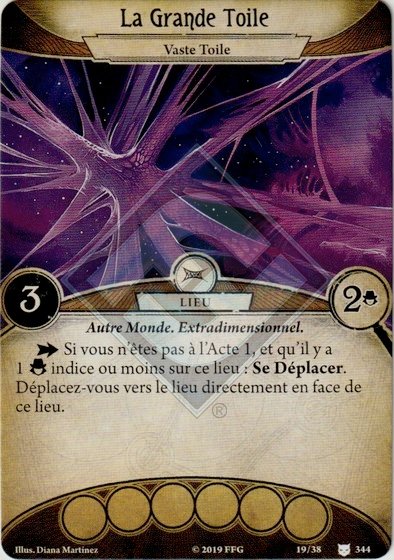 La Grande Toile
Vaste Toile
3
LIEU
2
Autre Monde. Extradimensionnel.
Si vous n'êtes pas à l'Acte 1, et qu'il y a
1 indice ou moins sur ce lieu : Se Déplacer.
Déplacez-vous vers le lieu directement en face de
ce lieu.
®
Illus. Diana Martinez © 2019 FFG 19/38 344